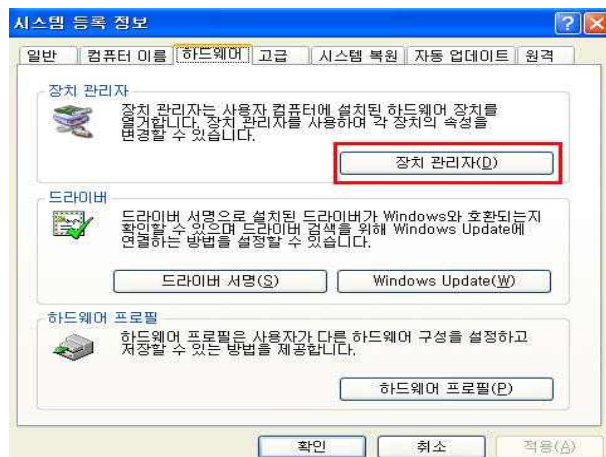 시스템 등록 정보
일반 컴퓨터 이름 하드웨어 고급 시스템 복원 자동 업데이트 원격
장치 관리자
장치 관리자는 사용자 컴퓨터에 설치된 하드웨어 장치를
열거합니다. 장치 관리자를 사용하여 각 장치의 속성을
변경할 수 있습니다.
장치 관리자(D)
드라이버
드라이버 서명으로 설치된 드라이버가 Windows와 호환되는지
확인할 수 있으며 드라이버 검색을 위해 Windows Update에
연결하는 방법을 설정할 수 있습니다.
드라이버 서명(S) Windows Update(W)
하드웨어 프로필
하드웨어 프로필은 사용자가 다른 하드웨어 구성을 설정하고
저장할 수 있는 방법을 제공합니다.
하드웨어 프로필(P)
확인 취소 적용(A)